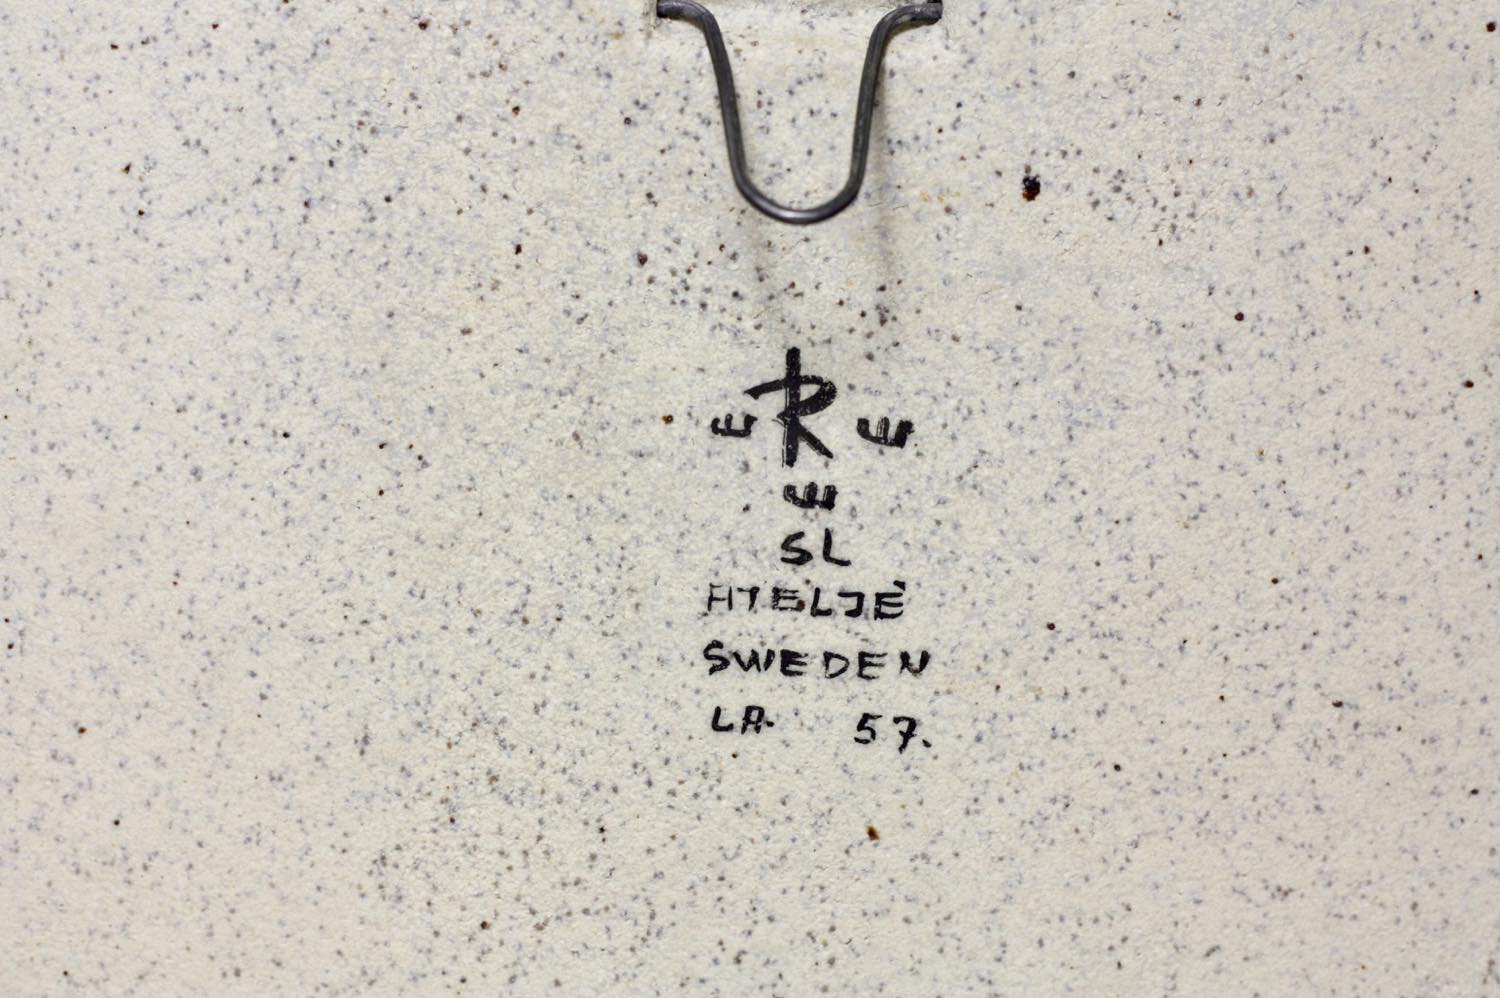 E R E
E
SL
ATELJÈ
SWEDEN
LA. 57.